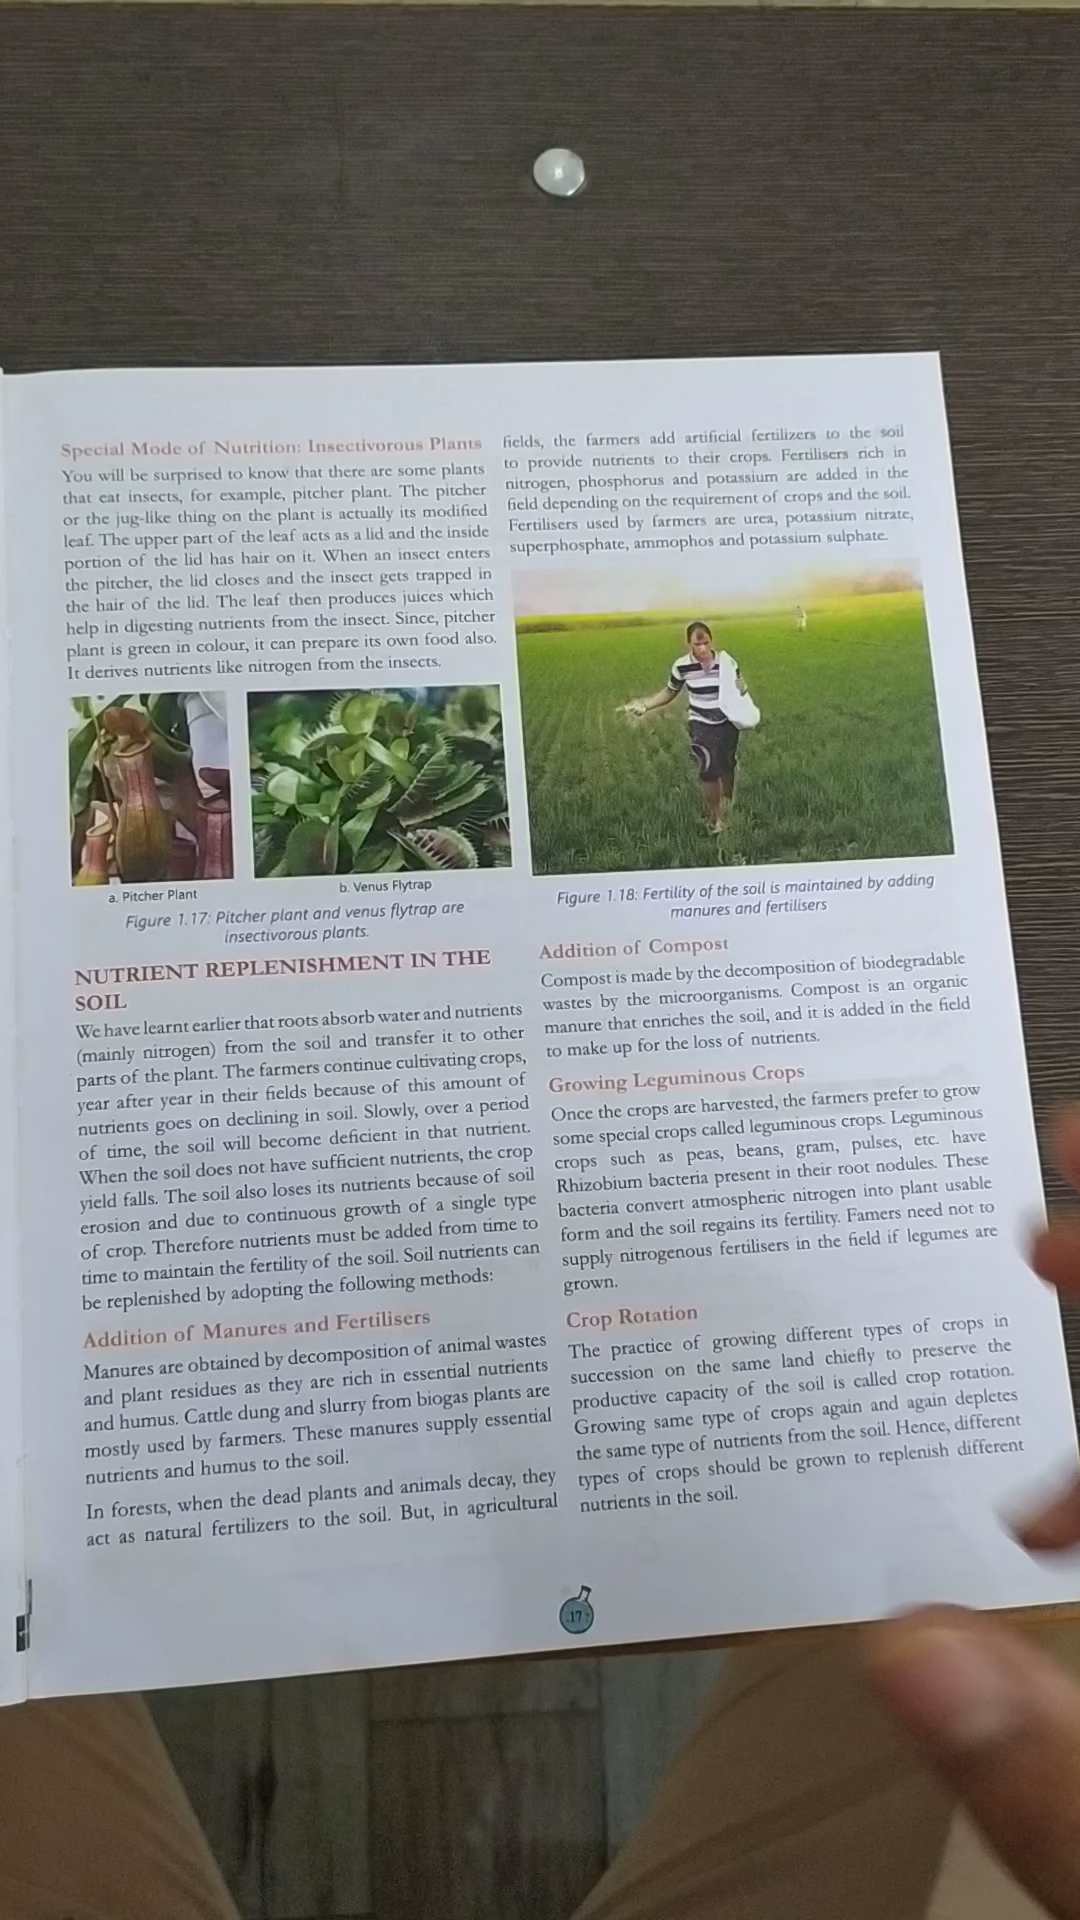 Special Mode of Nutrition: Insectivorous Plants
You will be surprised to know that there are some plants
that eat insects, for example, pitcher plant. The pitcher
or the jug-like thing on the plant is actually its modified
leaf. The upper part of the leaf acts as a lid and the inside
portion of the lid has hair on it. When an insect enters
the pitcher, the lid closes and the insect gets trapped in
the hair of the lid. The leaf then produces juices which
help in digesting nutrients from the insect. Since, pitcher
plant is green in colour, it can prepare its own food also.
It derives nutrients like nitrogen from the insects.
a. Pitcher Plant
b. Venus Flytrap
Figure 1.17: Pitcher plant and venus flytrap are
insectivorous plants.
NUTRIENT REPLENISHMENT IN THE
SOIL
We have learnt earlier that roots absorb water and nutrients
(mainly nitrogen) from the soil and transfer it to other
parts of the plant. The farmers continue cultivating crops,
year after year in their fields because of this amount of
nutrients goes on declining in soil. Slowly, over a period
of time, the soil will become deficient in that nutrient.
When the soil does not have sufficient nutrients, the crop
yield falls. The soil also loses its nutrients because of soil
erosion and due to continuous growth of a single type
of crop. Therefore nutrients must be added from time to
time to maintain the fertility of the soil. Soil nutrients can
be replenished by adopting the following methods:
Addition of Manures and Fertilisers
Manures are obtained by decomposition of animal wastes
and plant residues as they are rich in essential nutrients
and humus. Cattle dung and slurry from biogas plants are
mostly used by farmers. These manures supply essential
nutrients and humus to the soil.
In forests, when the dead plants and animals decay, they
act as natural fertilizers to the soil. But, in agricultural
fields, the farmers add artificial fertilizers to the soil
to provide nutrients to their crops. Fertilisers rich in
nitrogen, phosphorus and potassium are added in the
field depending on the requirement of crops and the soil.
Fertilisers used by farmers are urea, potassium nitrate,
superphosphate, ammophos and potassium sulphate.
Figure 1.18: Fertility of the soil is maintained by adding
manures and fertilisers
Addition of Compost
Compost is made by the decomposition of biodegradable
wastes by the microorganisms. Compost is an organic
manure that enriches the soil, and it is added in the field
to make up for the loss of nutrients.
Growing Leguminous Crops
Once the crops are harvested, the farmers prefer to grow
some special crops called leguminous crops. Leguminous
crops such as peas, beans, gram, pulses, etc. have
Rhizobium bacteria present in their root nodules. These
bacteria convert atmospheric nitrogen into plant usable
form and the soil regains its fertility. Famers need not to
supply nitrogenous fertilisers in the field if legumes are
grown.
Crop Rotation
The practice of growing different types of crops in
succession on the same land chiefly to preserve the
productive capacity of the soil is called crop rotation.
Growing same type of crops again and again depletes
the same type of nutrients from the soil. Hence, different
types of crops should be grown to replenish different
nutrients in the soil.
17